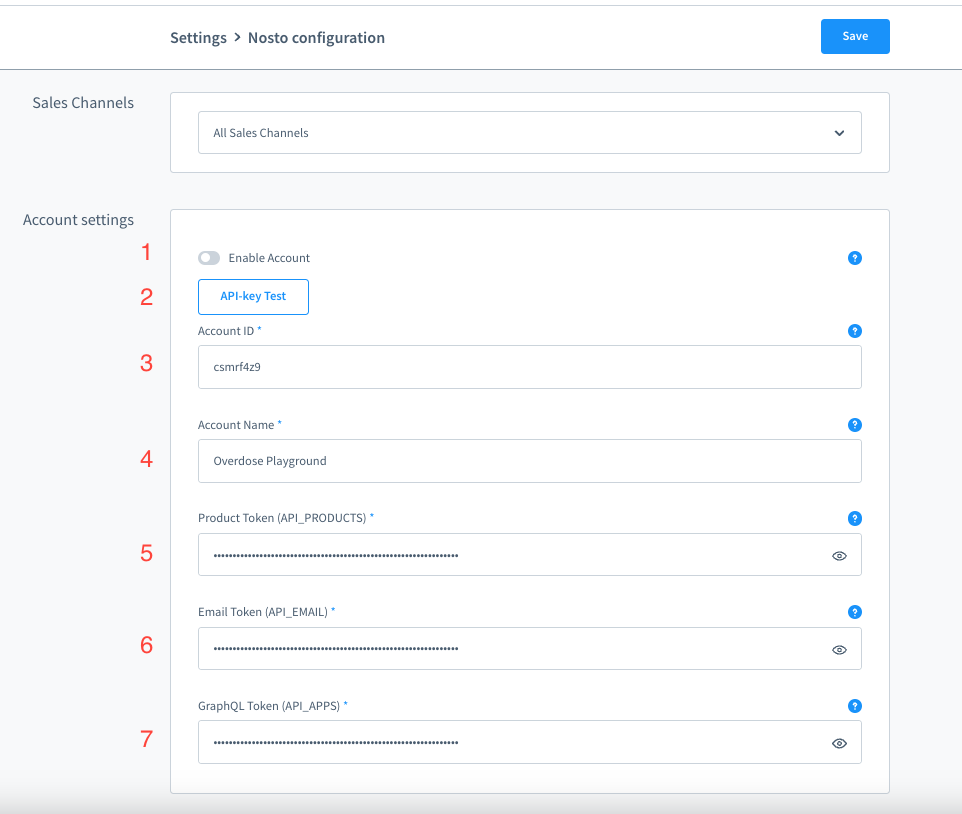 Settings > Nosto configuration
Save
Sales Channels
All Sales Channels
Account settings
1
Enable Account
?
2
API-key Test
Account ID *
?
3
csmrf4z9
Account Name *
?
4
Overdose Playground
Product Token (API_PRODUCTS) *
?
5
Email Token (API_EMAIL) *
?
6
GraphQL Token (API_APPS) *
?
7